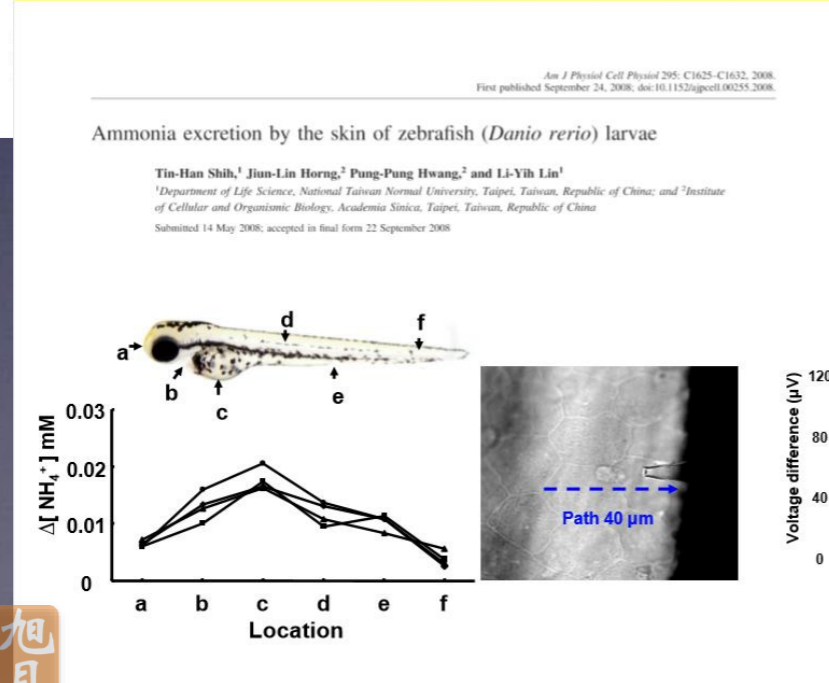 Am J Physiol Cell Physiol 295: C1625–C1632, 2008.
First published September 24, 2008; doi:10.1152/ajpcell.00255.2008.
Ammonia excretion by the skin of zebrafish (Danio rerio) larvae
Tin-Han Shih,1 Jiun-Lin Horng,2 Pung-Pung Hwang,2 and Li-Yih Lin1
1Department of Life Science, National Taiwan Normal University, Taipei, Taiwan, Republic of China; and 2Institute
of Cellular and Organismic Biology, Academia Sinica, Taipei, Taiwan, Republic of China
Submitted 14 May 2008; accepted in final form 22 September 2008
a
b
c
d
e
f
Δ[ NH4+ ] mM
0.03
0.02
0.01
0
a b c d e f
Location
Path 40 µm
Voltage difference (µV)
120
80
40
0
旭
月